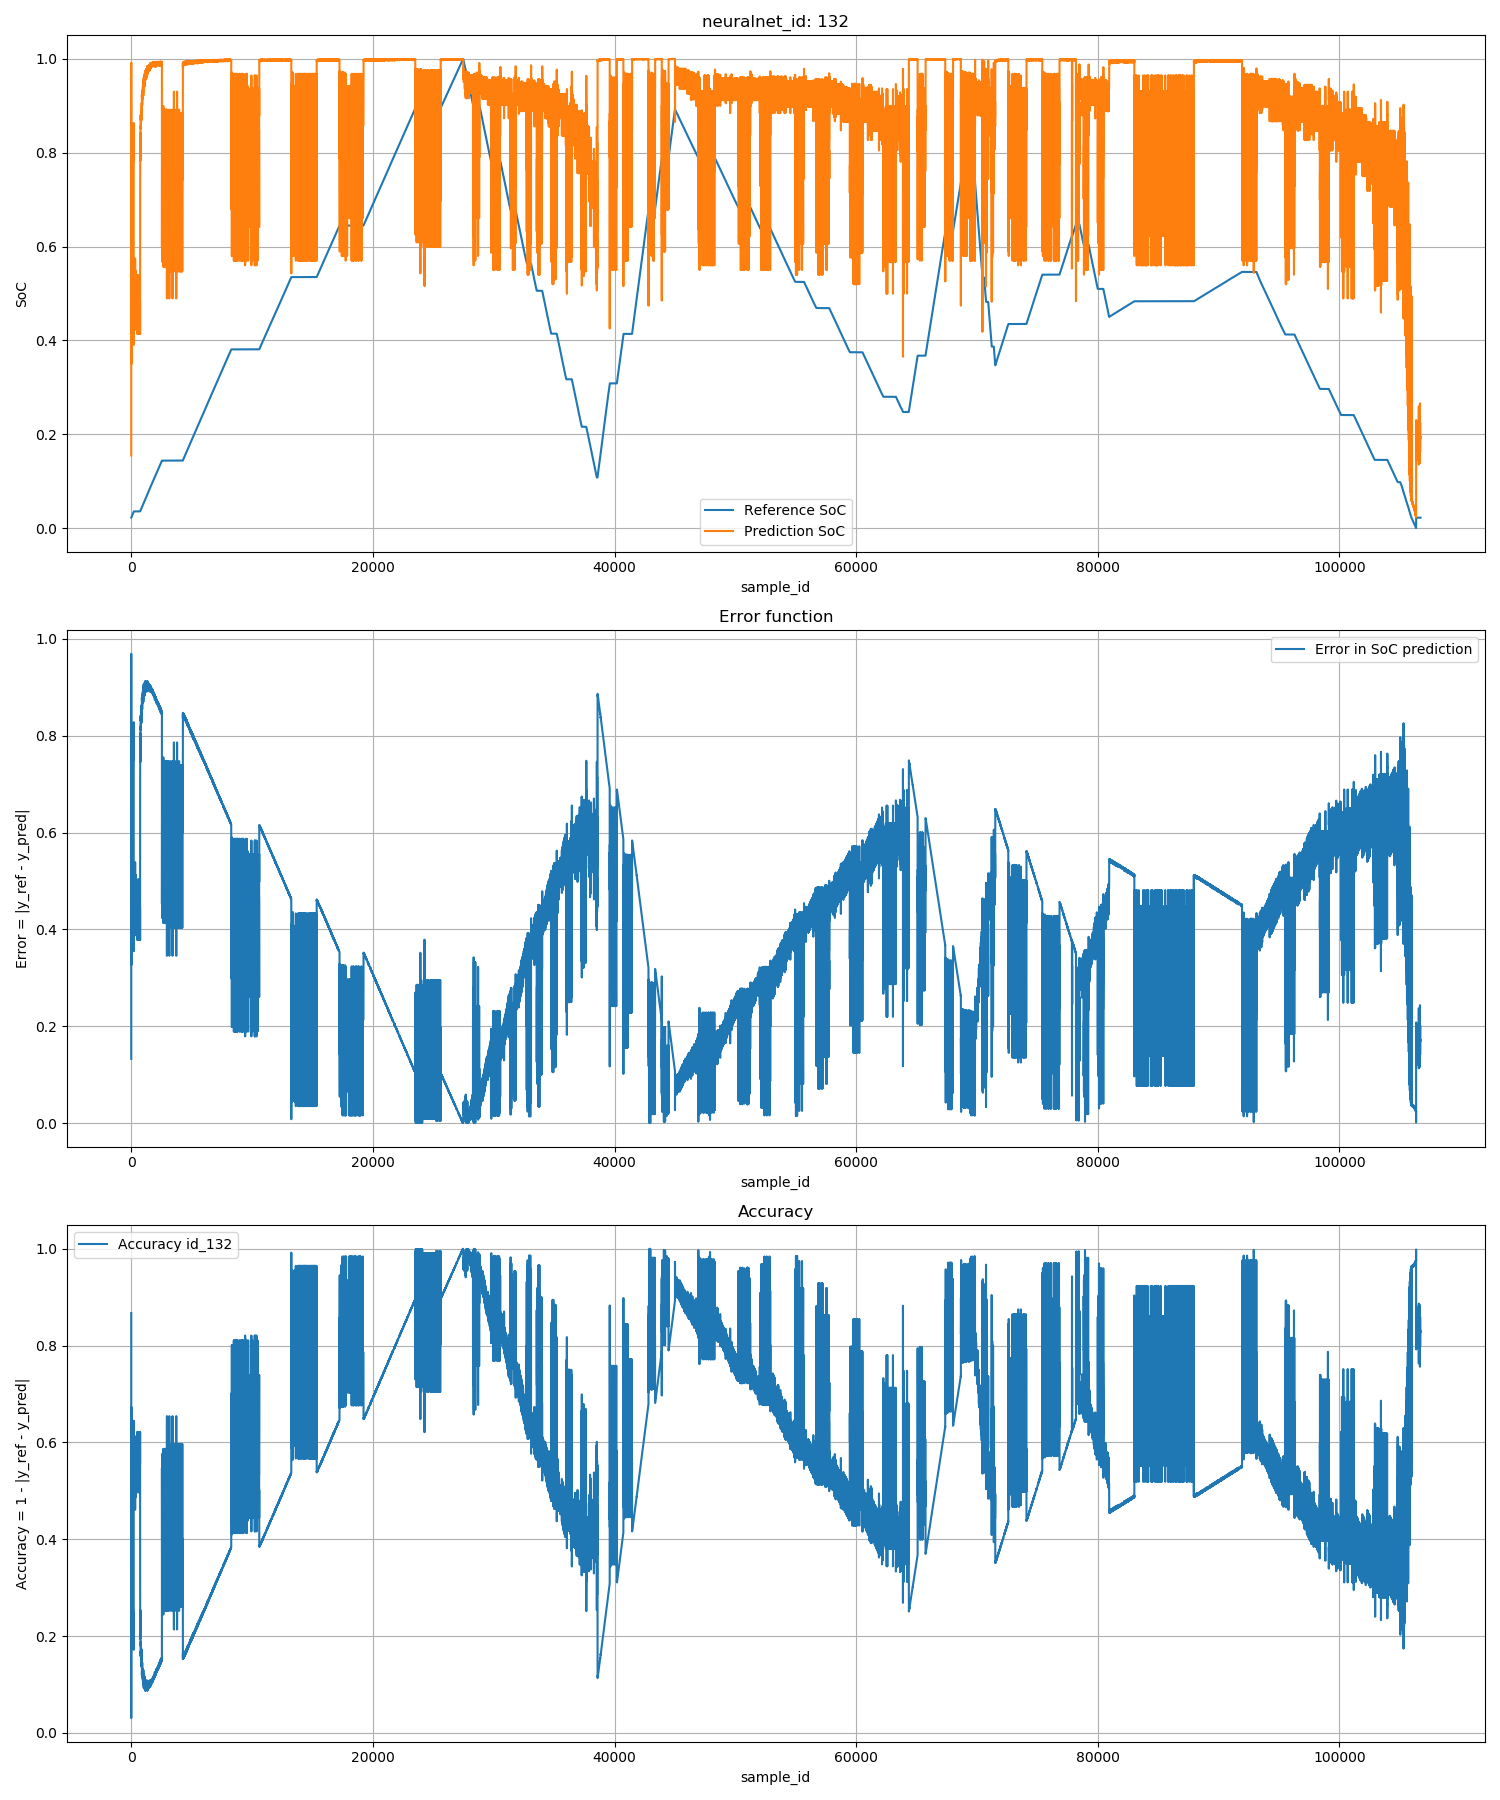 neuralnet_id: 132
SoC
1.0
0.8
0.6
0.4
0.2
0.0
Reference SoC
Prediction SoC
0 20000 40000 60000 80000 100000
sample_id
Error function
Error = |y_ref - y_pred|
1.0
0.8
0.6
0.4
0.2
0.0
Error in SoC prediction
0 20000 40000 60000 80000 100000
sample_id
Accuracy
Accuracy = 1 - |y_ref - y_pred|
1.0
0.8
0.6
0.4
0.2
0.0
Accuracy id_132
0 20000 40000 60000 80000 100000
sample_id